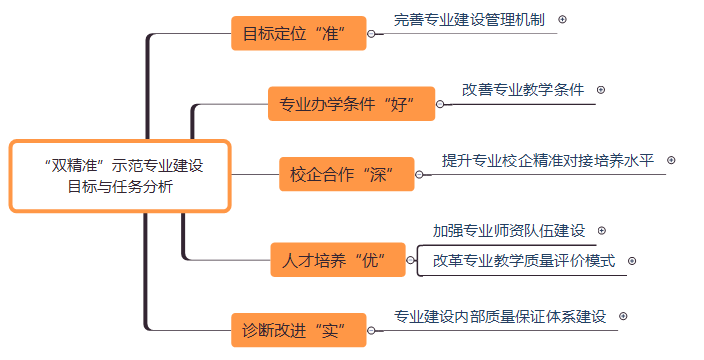 完善专业建设管理机制
目标定位“准”
改善专业教学条件
专业办学条件“好”
“双精准”示范专业建设
目标与任务分析
提升专业校企精准对接培养水平
校企合作“深”
加强专业师资队伍建设
人才培养“优”
改革专业教学质量评价模式
专业建设内部质量保证体系建设
诊断改进“实”